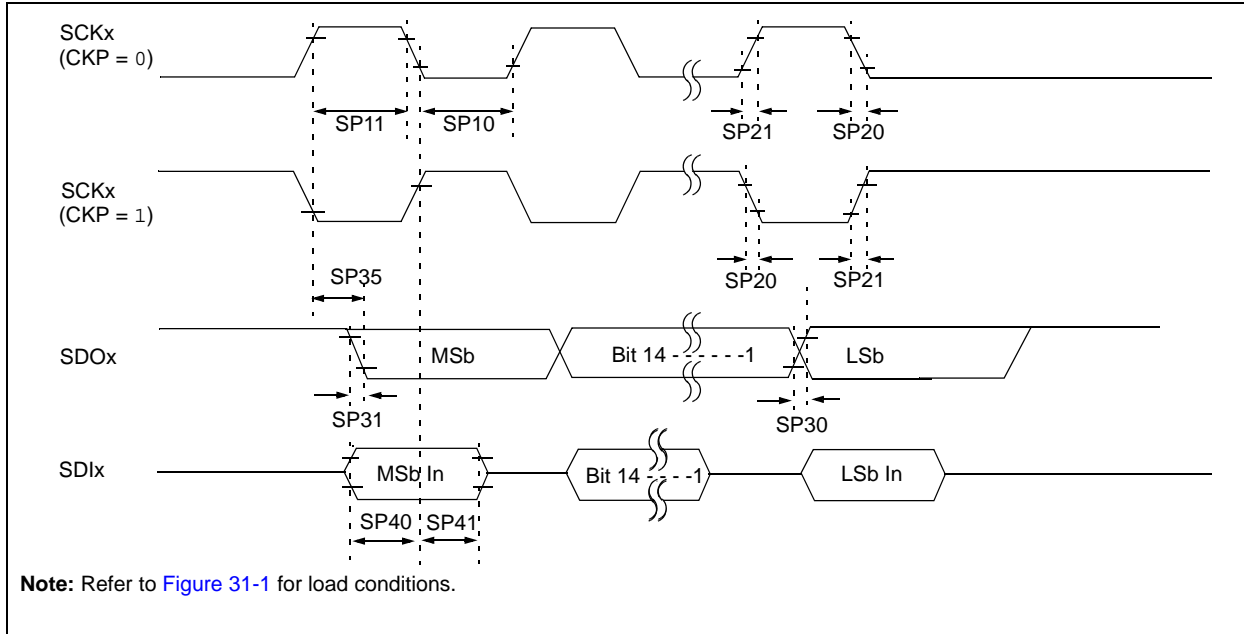 SCKx
(CKP = 0)
SP11
SP10
SP21
SP20
SCKx
(CKP = 1)
SP35
SP20
SP21
SDOx
MSb
Bit 14 - - - - - -1
LSb
SP31
SP30
SDIx
MSb In
Bit 14 - - - - -1
LSb In
SP40
SP41
Note: Refer to Figure 31-1 for load conditions.